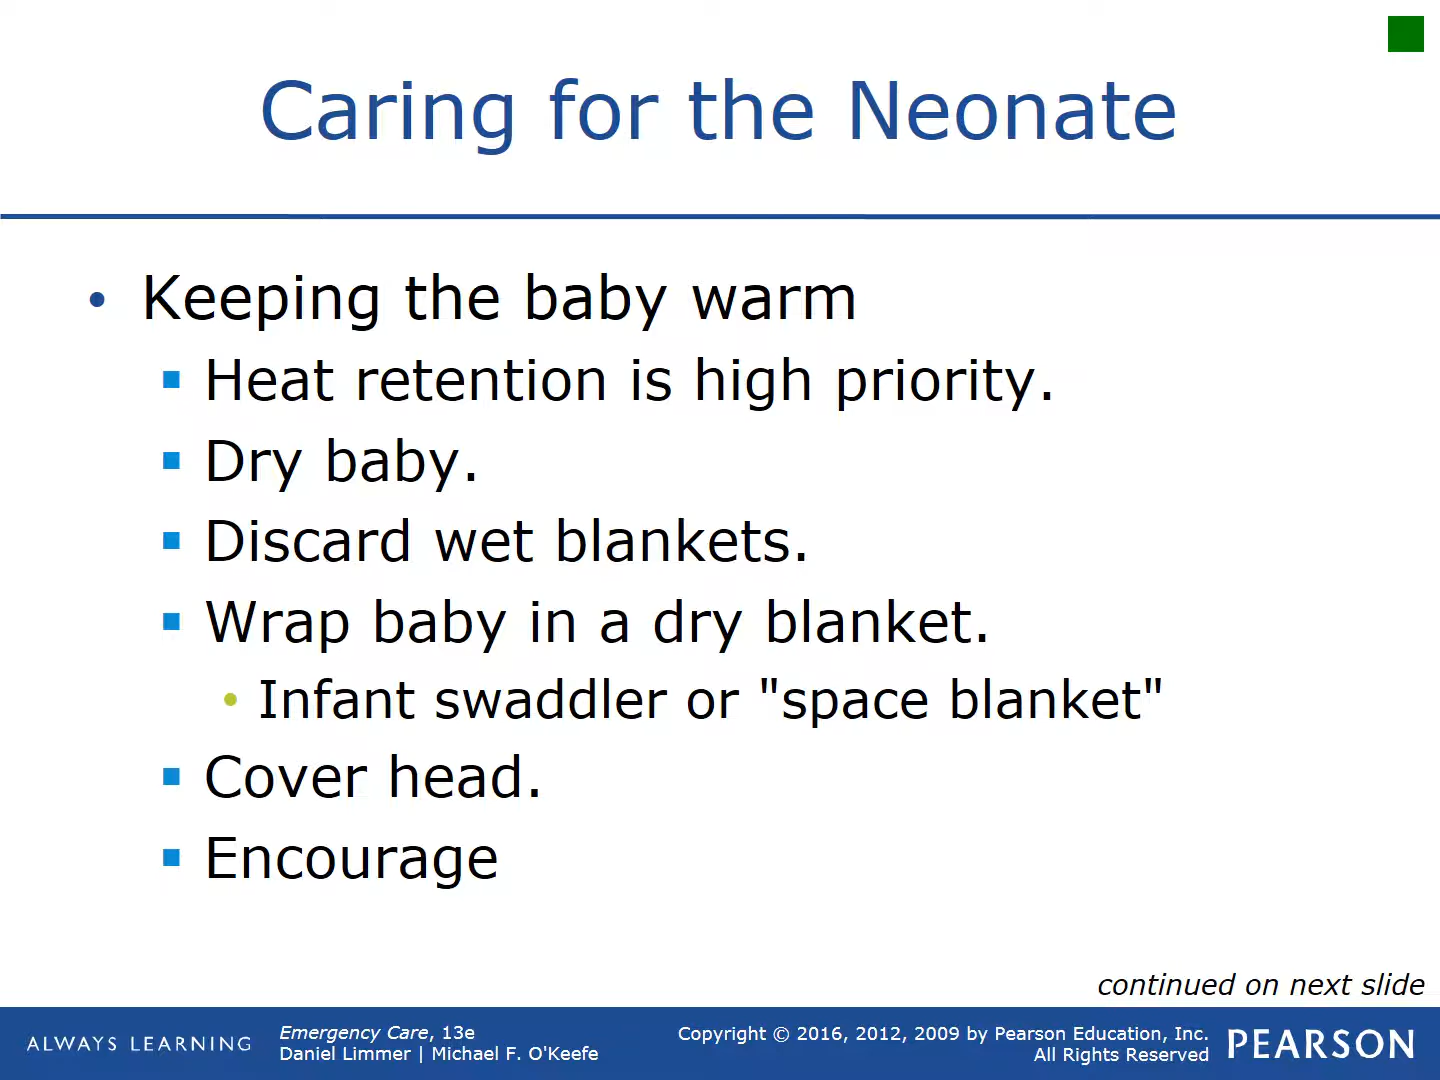 Caring for the Neonate
• Keeping the baby warm
▪ Heat retention is high priority.
▪ Dry baby.
▪ Discard wet blankets.
▪ Wrap baby in a dry blanket.
• Infant swaddler or "space blanket"
▪ Cover head.
▪ Encourage
continued on next slide
ALWAYS LEARNING
Emergency Care, 13e
Daniel Limmer | Michael F. O'Keefe
Copyright © 2016, 2012, 2009 by Pearson Education, Inc.
All Rights Reserved
PEARSON